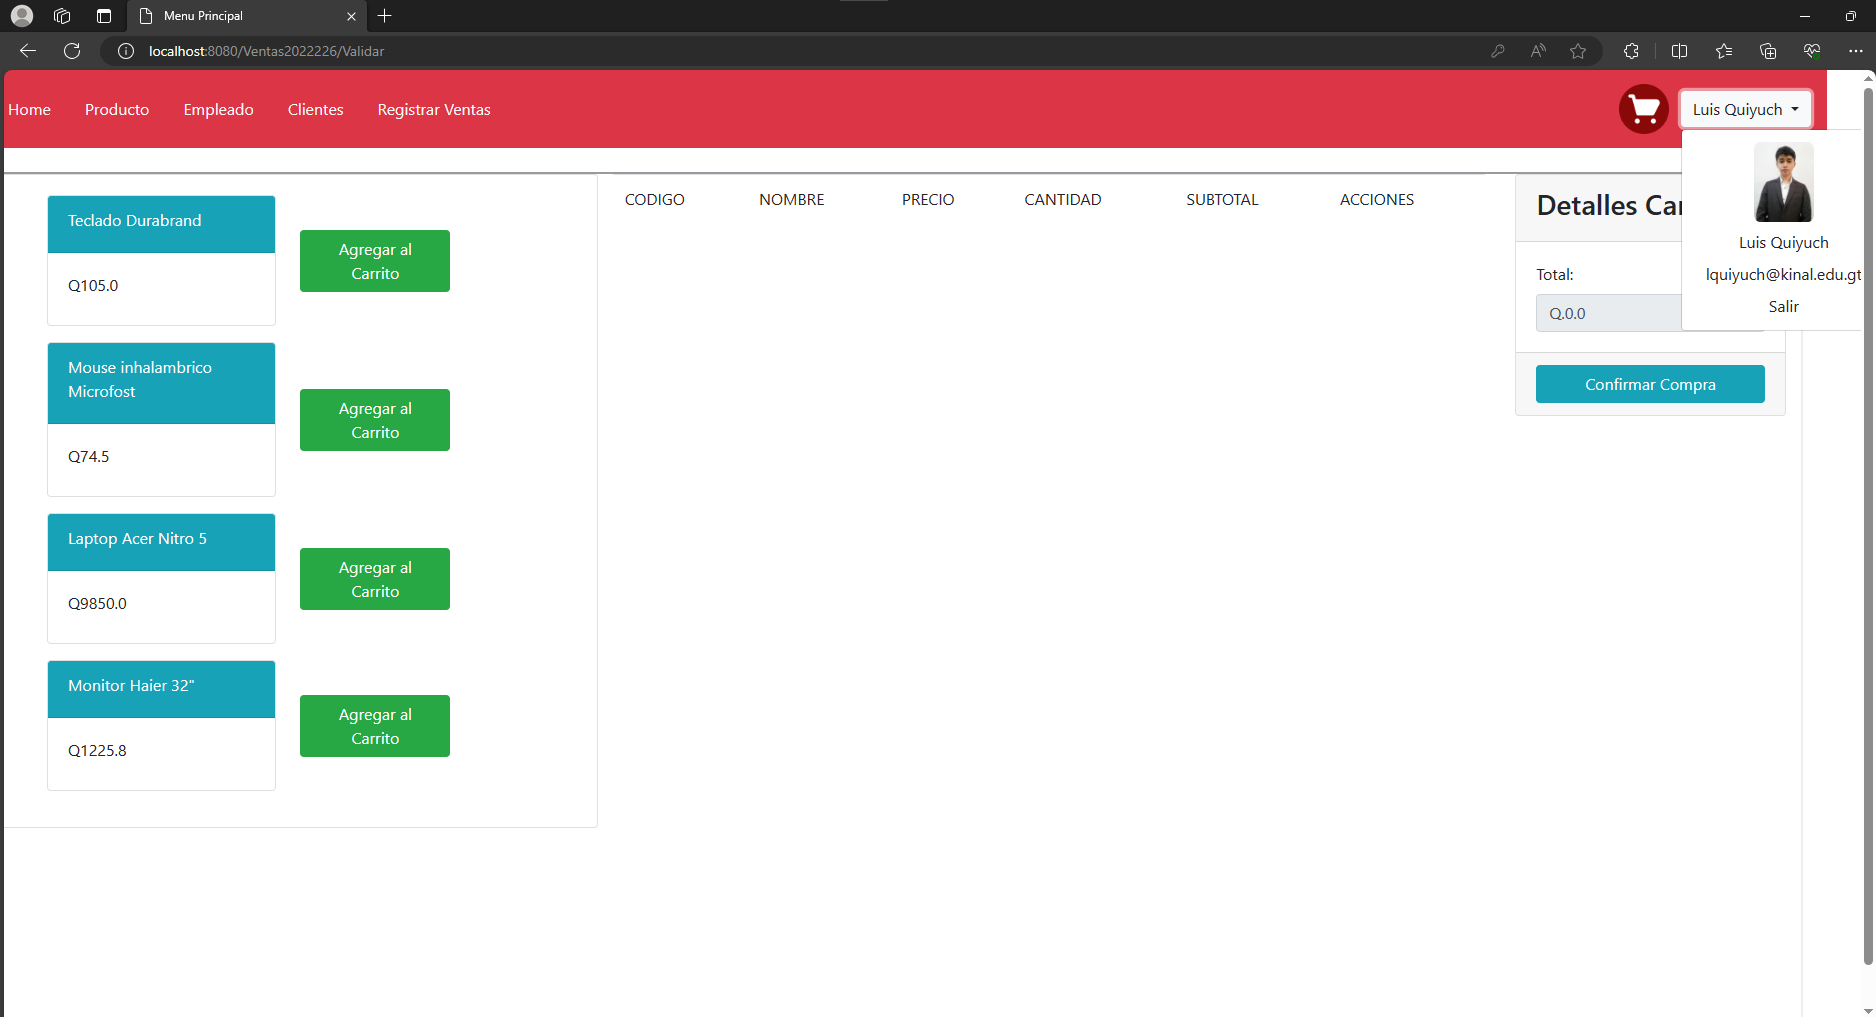 Menu Principal
localhost:8080/Ventas2022226/Validar
Home Producto Empleado Clientes Registrar Ventas
Luis Quiyuch
Luis Quiyuch
lquiyuch@kinal.edu.gt
Salir
Teclado Durabrand
Q105.0
Agregar al
Carrito
Mouse inhalambrico
Microfost
Q74.5
Agregar al
Carrito
Laptop Acer Nitro 5
Q9850.0
Agregar al
Carrito
Monitor Haier 32"
Q1225.8
Agregar al
Carrito
CODIGO NOMBRE PRECIO CANTIDAD SUBTOTAL ACCIONES
Detalles Car
Total:
Q.0.0
Confirmar Compra